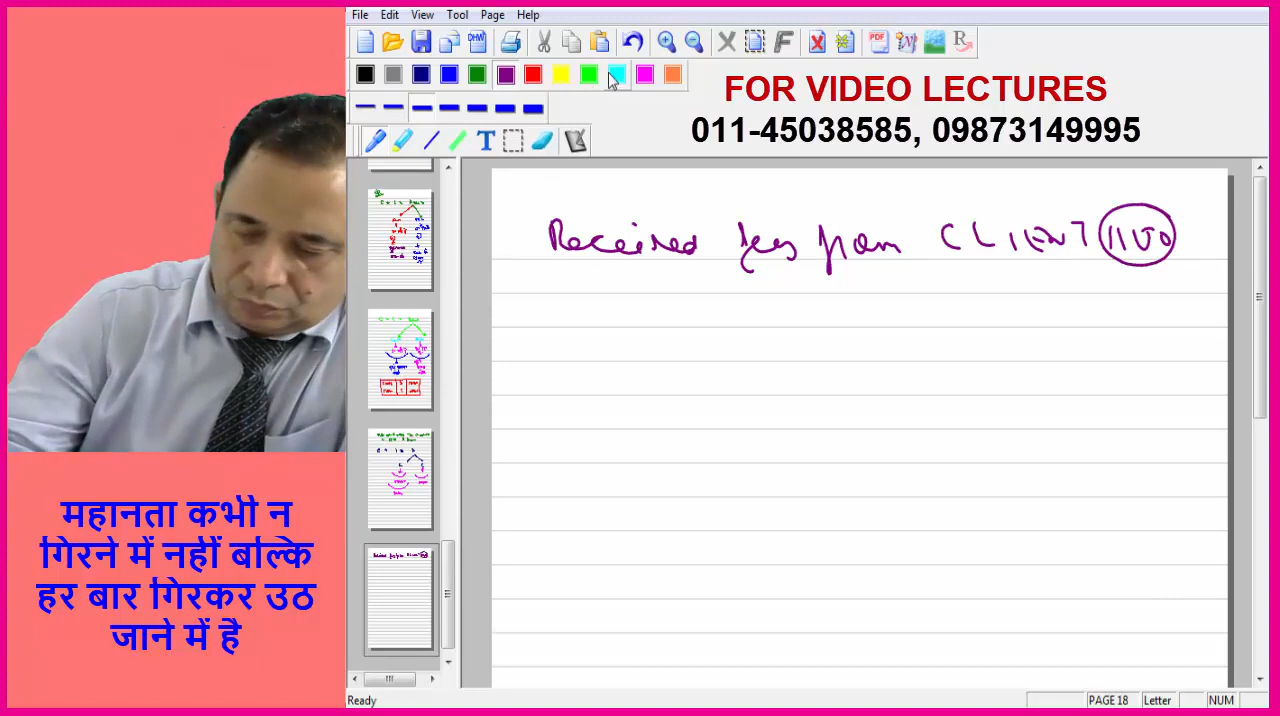 File Edit View Tool Page Help
FOR VIDEO LECTURES
011-45038585, 09873149995
Received fees from CLIENT 1100
महानता कभी न
गिरने में नहीं बल्कि
हर बार गिरकर उठ
जाने में है
Ready
PAGE 18 Letter NUM